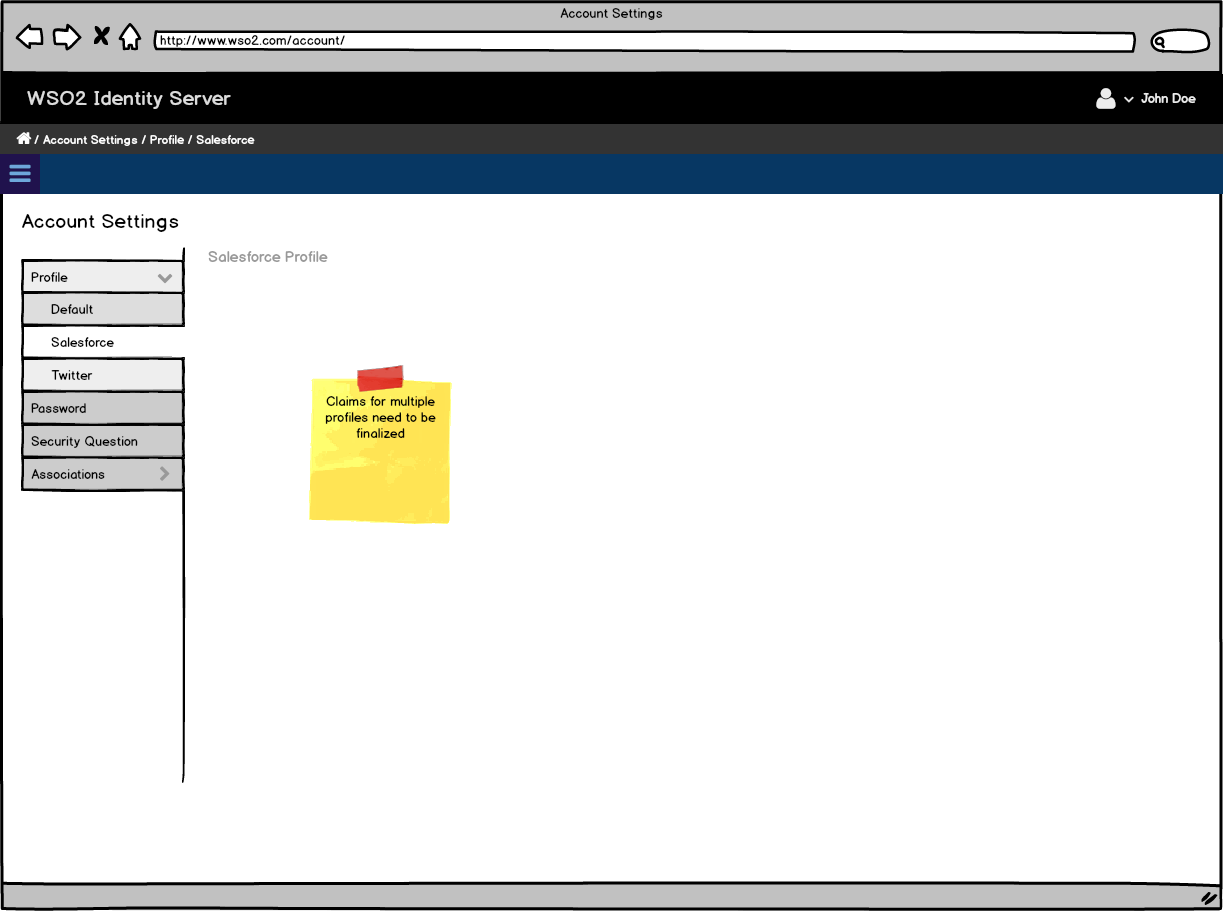 Account Settings
http://www.wso2.com/account/
WSO2 Identity Server
John Doe
/ Account Settings / Profile / Salesforce
Account Settings
Salesforce Profile
Profile
Default
Salesforce
Twitter
Password
Security Question
Associations
Claims for multiple
profiles need to be
finalized